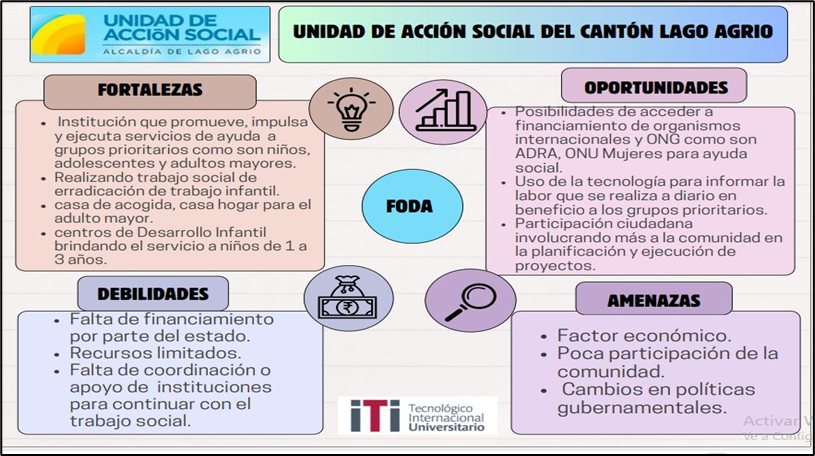 UNIDAD DE
ACCIÓN SOCIAL
ALCALDÍA DE LAGO AGRIO
UNIDAD DE ACCIÓN SOCIAL DEL CANTÓN LAGO AGRIO
FORTALEZAS
• Institución que promueve, impulsa
y ejecuta servicios de ayuda a
grupos prioritarios como son niños,
adolescentes y adultos mayores.
• Realizando trabajo social de
erradicación de trabajo infantil.
• casa de acogida, casa hogar para el
adulto mayor.
• centros de Desarrollo Infantil
brindando el servicio a niños de 1 a
3 años.
OPORTUNIDADES
• Posibilidades de acceder a
financiamiento de organismos
internacionales y ONG como son
ADRA, ONU Mujeres para ayuda
social.
• Uso de la tecnología para informar la
labor que se realiza a diario en
beneficio a los grupos prioritarios.
• Participación ciudadana
involucrando más a la comunidad en
la planificación y ejecución de
proyectos.
FODA
DEBILIDADES
• Falta de financiamiento
por parte del estado.
• Recursos limitados.
• Falta de coordinación o
apoyo de instituciones
para continuar con el
trabajo social.
₹
AMENAZAS
• Factor económico.
• Poca participación de la
comunidad.
• Cambios en políticas
gubernamentales.
iTi
Tecnológico
Internacional
Universitario
Activar
Ve a